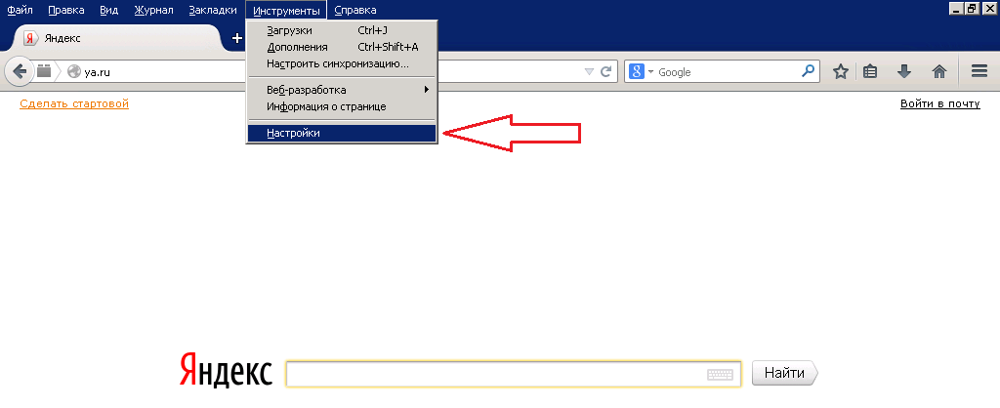 Файл Правка Вид Журнал Закладки Инструменты Справка
Яндекс
ya.ru
Google
Загрузки Ctrl+J
Дополнения Ctrl+Shift+A
Настроить синхронизацию...
Веб-разработка
Информация о странице
Настройки
Сделать стартовой
Войти в почту
Яндекс
Найти